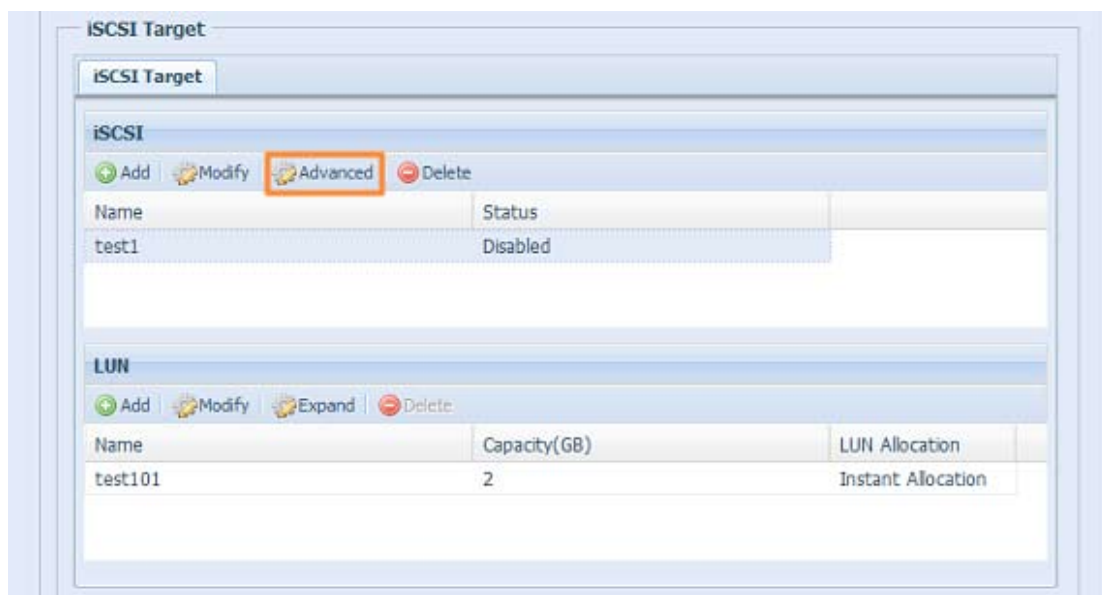 iSCSI Target
iSCSI Target
iSCSI
Add Modify Advanced Delete
Name Status
test1 Disabled
LUN
Add Modify Expand Delete
Name Capacity(GB) LUN Allocation
test101 2 Instant Allocation